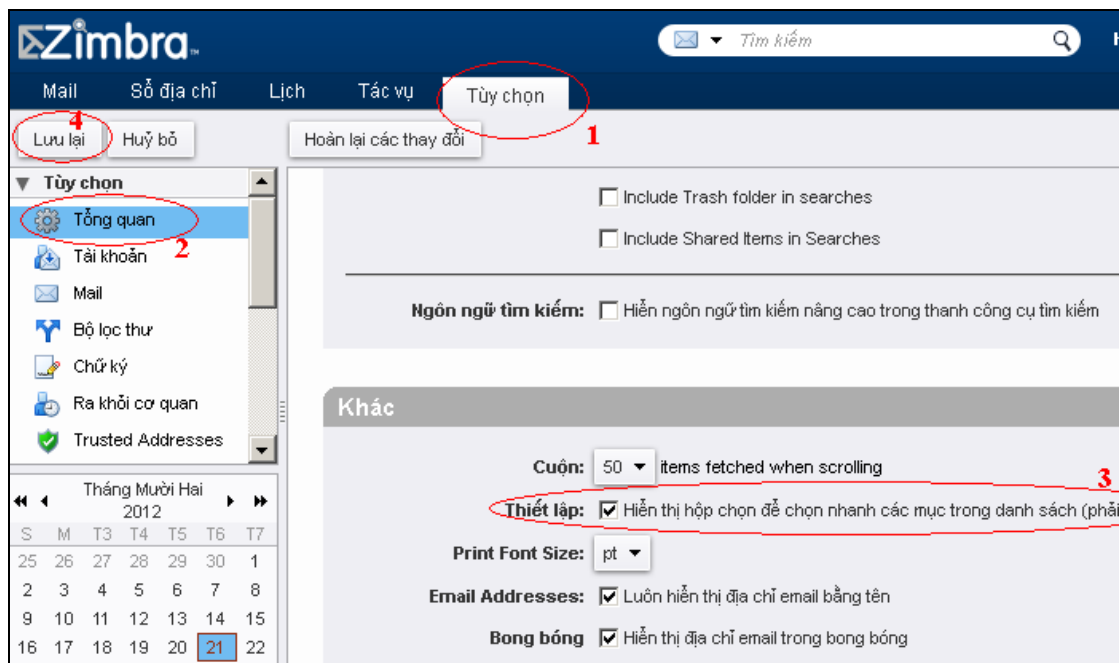 Zimbra™
Tìm kiếm
Mail Sổ địa chỉ Lịch Tác vụ Tùy chọn
4 1
Lưu lại Huỷ bỏ Hoàn lại các thay đổi
Tùy chọn
Tổng quan
2
Tài khoản
Mail
Bộ lọc thư
Chữ ký
Ra khỏi cơ quan
Trusted Addresses
Tháng Mười Hai
2012
S M T3 T4 T5 T6 T7
25 26 27 28 29 30 1
2 3 4 5 6 7 8
9 10 11 12 13 14 15
16 17 18 19 20 21 22
Include Trash folder in searches
Include Shared Items in Searches
Ngôn ngữ tìm kiếm: Hiển ngôn ngữ tìm kiếm nâng cao trong thanh công cụ tìm kiếm
Khác
Cuộn: 50 items fetched when scrolling
3
Thiết lập: Hiển thị hộp chọn để chọn nhanh các mục trong danh sách (phải
Print Font Size: pt
Email Addresses: Luôn hiển thị địa chỉ email bằng tên
Bong bóng Hiển thị địa chỉ email trong bong bóng